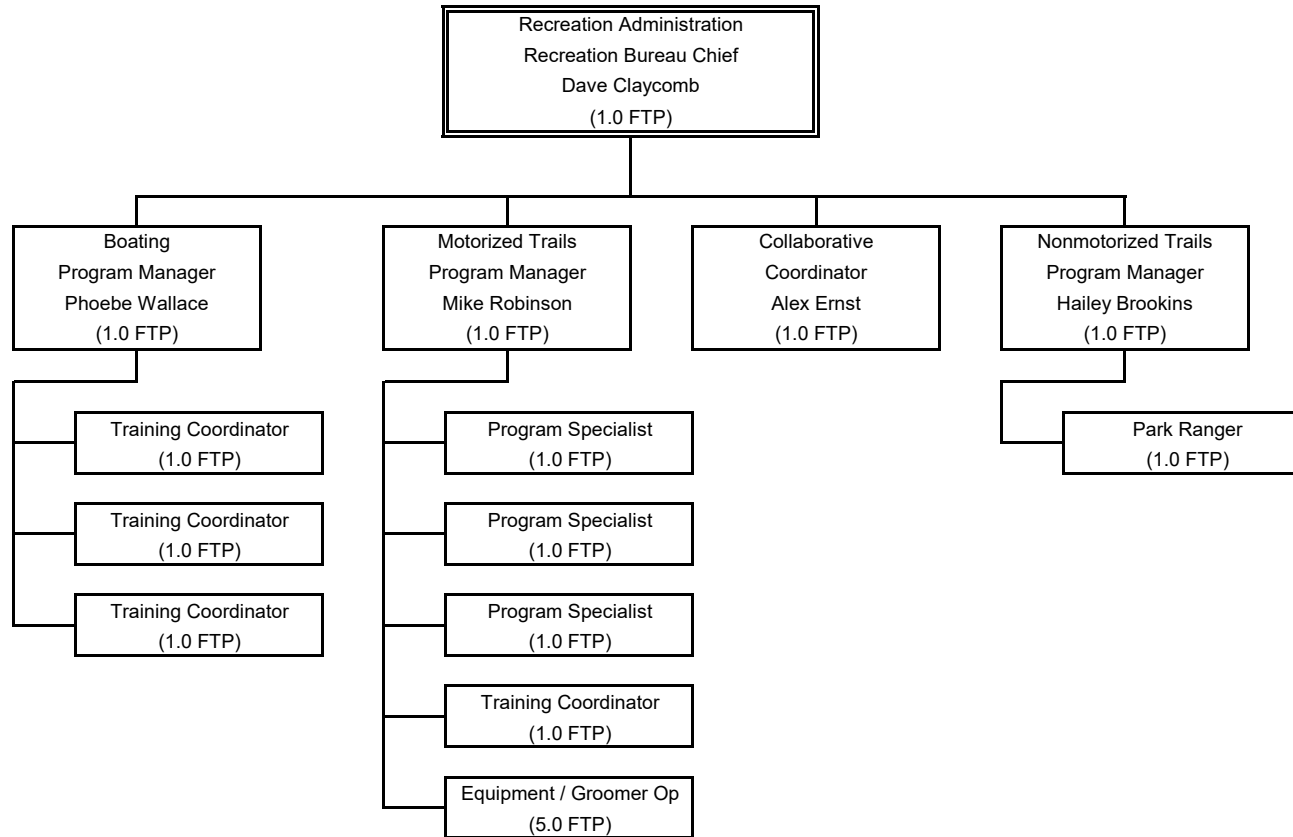 Recreation Administration
Recreation Bureau Chief
Dave Claycomb
(1.0 FTP)
Boating
Program Manager
Phoebe Wallace
(1.0 FTP)
Motorized Trails
Program Manager
Mike Robinson
(1.0 FTP)
Collaborative
Coordinator
Alex Ernst
(1.0 FTP)
Nonmotorized Trails
Program Manager
Hailey Brookins
(1.0 FTP)
Training Coordinator
(1.0 FTP)
Training Coordinator
(1.0 FTP)
Training Coordinator
(1.0 FTP)
Program Specialist
(1.0 FTP)
Program Specialist
(1.0 FTP)
Program Specialist
(1.0 FTP)
Training Coordinator
(1.0 FTP)
Equipment / Groomer Op
(5.0 FTP)
Park Ranger
(1.0 FTP)